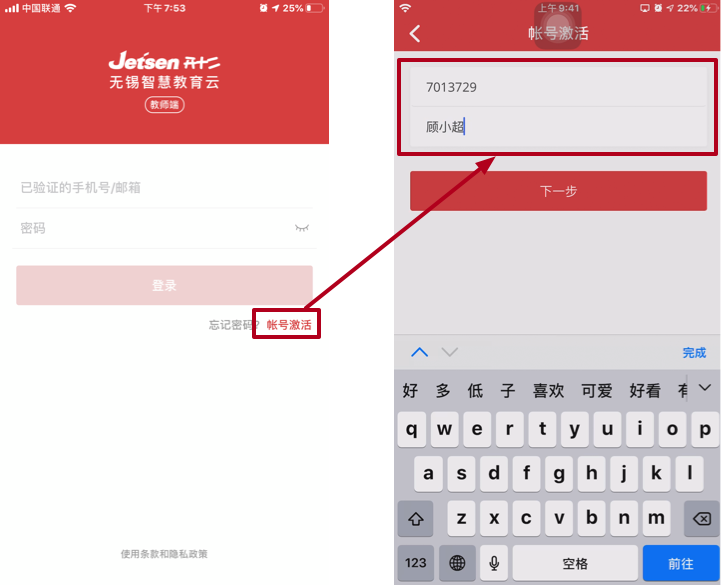 中国联通
下午7:53
25%
Jetsen
无锡智慧教育云
教师端
已验证的手机号/邮箱
密码
登录
忘记密码?
帐号激活
使用条款和隐私政策
上午9:41
22%
帐号激活
7013729
顾小超
下一步
完成
好 多 低 子 喜欢 可爱 好看 有
q w e r t y u i o p
a s d f g h j k l
z x c v b n m
123 空格 前往